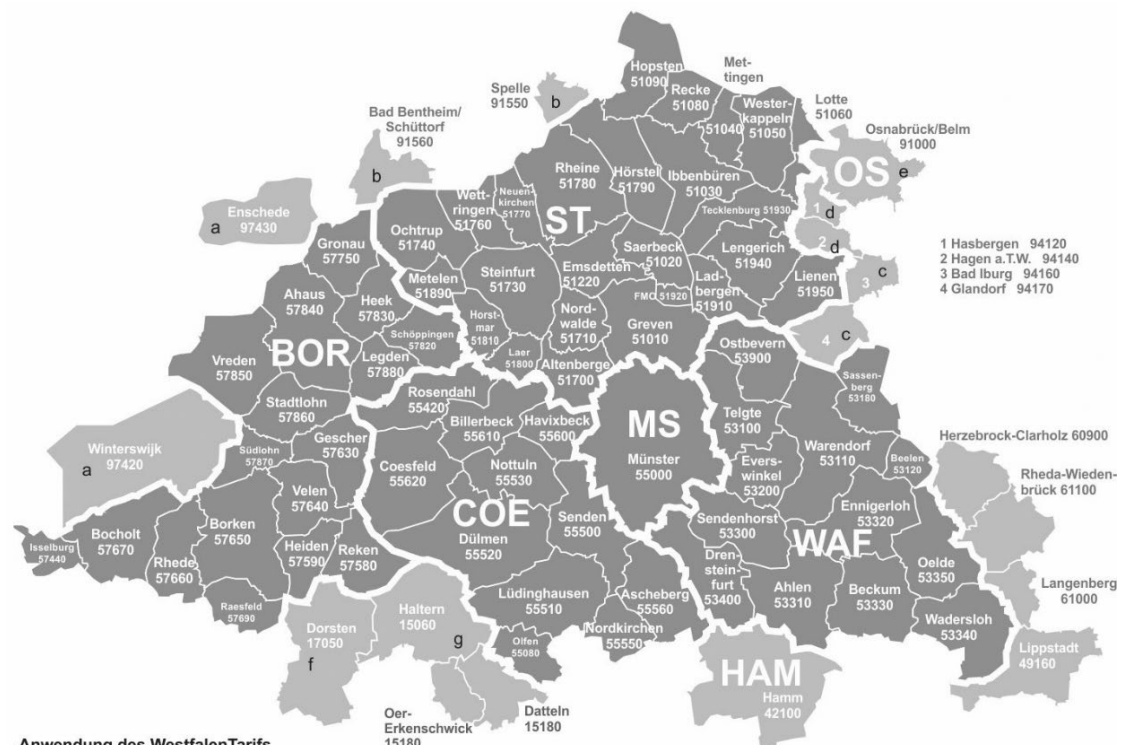 Hopsten
51090
Met-
tingen
Recke
51080
Spelle
91550
b
Wester-
kappeln
51050
51040
Lotte
51060
Bad Bentheim/
Schüttorf
91560
b
Osnabrück/Belm
91000
OS
e
Rheine
51780
Hörstel
51790
Ibbenbüren
51030
Neuen-
kirchen
51770
Wett-
ringen
51760
ST
Tecklenburg 51930
1
d
2
d
a
Enschede
97430
Ochtrup
51740
Gronau
57750
Saerbeck
51020
Lengerich
51940
1 Hasbergen 94120
2 Hagen a.T.W. 94140
3 Bad Iburg 94160
4 Glandorf 94170
c
3
Metelen
51890
Steinfurt
51730
Emsdetten
51220
Lad-
bergen
51910
Lienen
51950
Ahaus
57840
Heek
57830
FMO 51920
Horst-
mar
51810
Nord-
walde
51710
Greven
51010
Schöppingen
57820
4
c
Ostbevern
53900
BOR
Laer
51800
Altenberge
51700
Vreden
57850
Legden
57880
Sassen-
berg
53180
Rosendahl
55420
Stadtlohn
57860
Billerbeck
55610
Havixbeck
55600
MS
Münster
55000
Telgte
53100
Winterswijk
97420
a
Südlohn
57870
Gescher
57630
Coesfeld
55620
Nottuln
55530
Warendorf
53110
Beelen
53120
Herzebrock-Clarholz 60900
Evers-
winkel
53200
Rheda-Wieden-
brück 61100
Velen
57640
COE
Dülmen
55520
Senden
55500
Ennigerloh
53320
Sendenhorst
53300
WAF
Isselburg
57440
Bocholt
57670
Borken
57650
Heiden
57590
Reken
57580
Rhede
57660
Oelde
53350
Dren-
steinfurt
53400
Ahlen
53310
Beckum
53330
Langenberg
61000
Lüdinghausen
55510
Ascheberg
55560
Raesfeld
57690
Haltern
15060
g
Dorsten
17050
f
Nordkirchen
55550
Wadersloh
53340
Olfen
55080
HAM
Hamm
42100
Lippstadt
49160
Oer-
Erkenschwick
15180
Datteln
15180
Anwendung des WestfalenTarifs